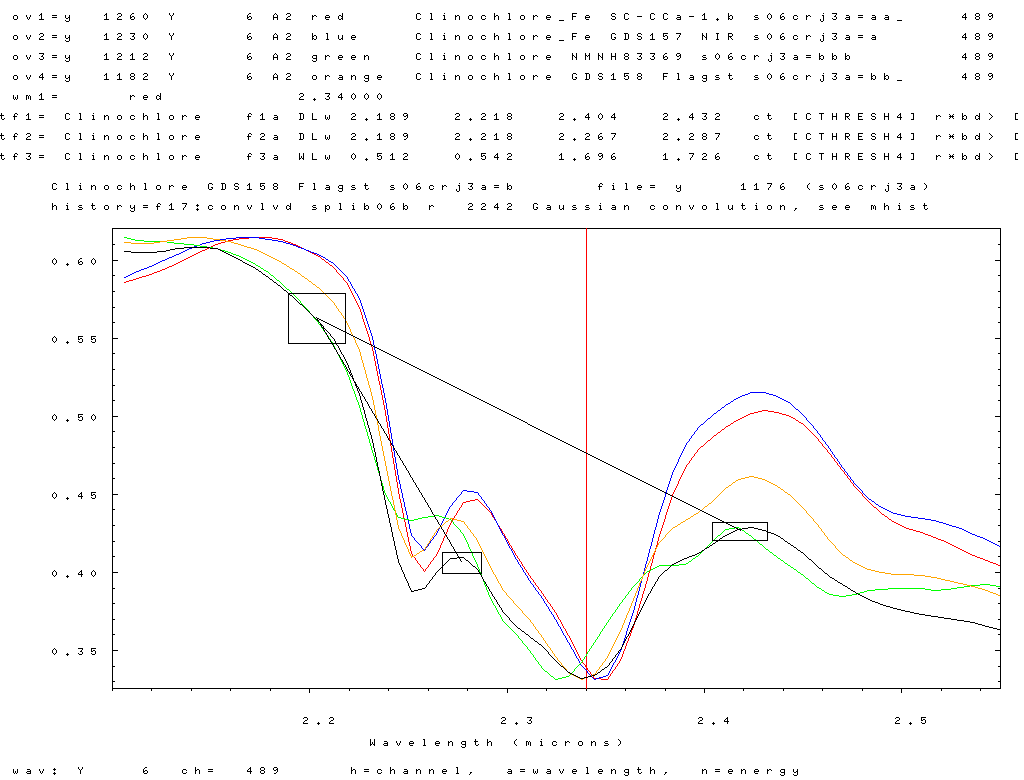 ov1=y 1260 Y 6 A2 red Clinochlore_Fe SC-CCa-1.b s06crj3a=aa_ 489
ov2=y 1230 Y 6 A2 blue Clinochlore_Fe GDS157 NIR s06crj3a=a 489
ov3=y 1212 Y 6 A2 green Clinochlore NMNH83369 s06crj3a=bbb 489
ov4=y 1182 Y 6 A2 orange Clinochlore GDS158 Flagst s06crj3a=bb_ 489
wm1= red 2.34000
tf1= Clinochlore f1a DLw 2.189 2.218 2.404 2.432 ct [CTHRESH4] r*bd> [
tf2= Clinochlore f2a DLw 2.189 2.218 2.267 2.287 ct [CTHRESH4] r*bd> [
tf3= Clinochlore f3a WLw 0.512 0.542 1.696 1.726 ct [CTHRESH4] r*bd> [
Clinochlore GDS158 Flagst s06crj3a=b file= y 1176 (s06crj3a)
history=f17:convlvd splib06b r 2242 Gaussian convolution, see mhist
0.60
0.55
0.50
0.45
0.40
0.35
2.2 2.3 2.4 2.5
Wavelength (microns)
wav: Y 6 ch= 489 h=channel, a=wavelength, n=energy